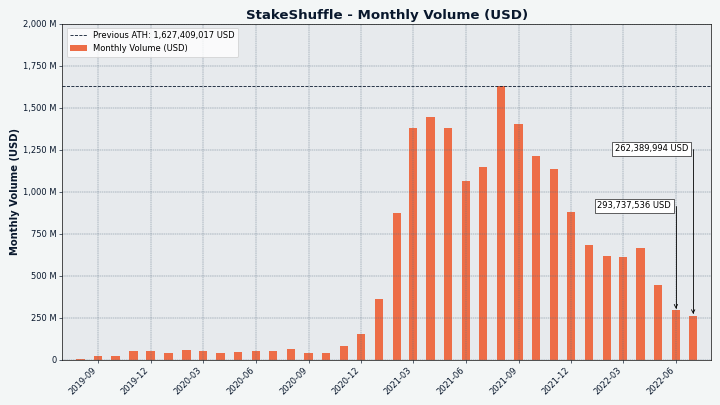 StakeShuffle - Monthly Volume (USD)
Previous ATH: 1,627,409,017 USD
Monthly Volume (USD)
Monthly Volume (USD)
2,000 M
1,750 M
1,500 M
1,250 M
1,000 M
750 M
500 M
250 M
0
262,389,994 USD
293,737,536 USD
2019-09
2019-12
2020-03
2020-06
2020-09
2020-12
2021-03
2021-06
2021-09
2021-12
2022-03
2022-06